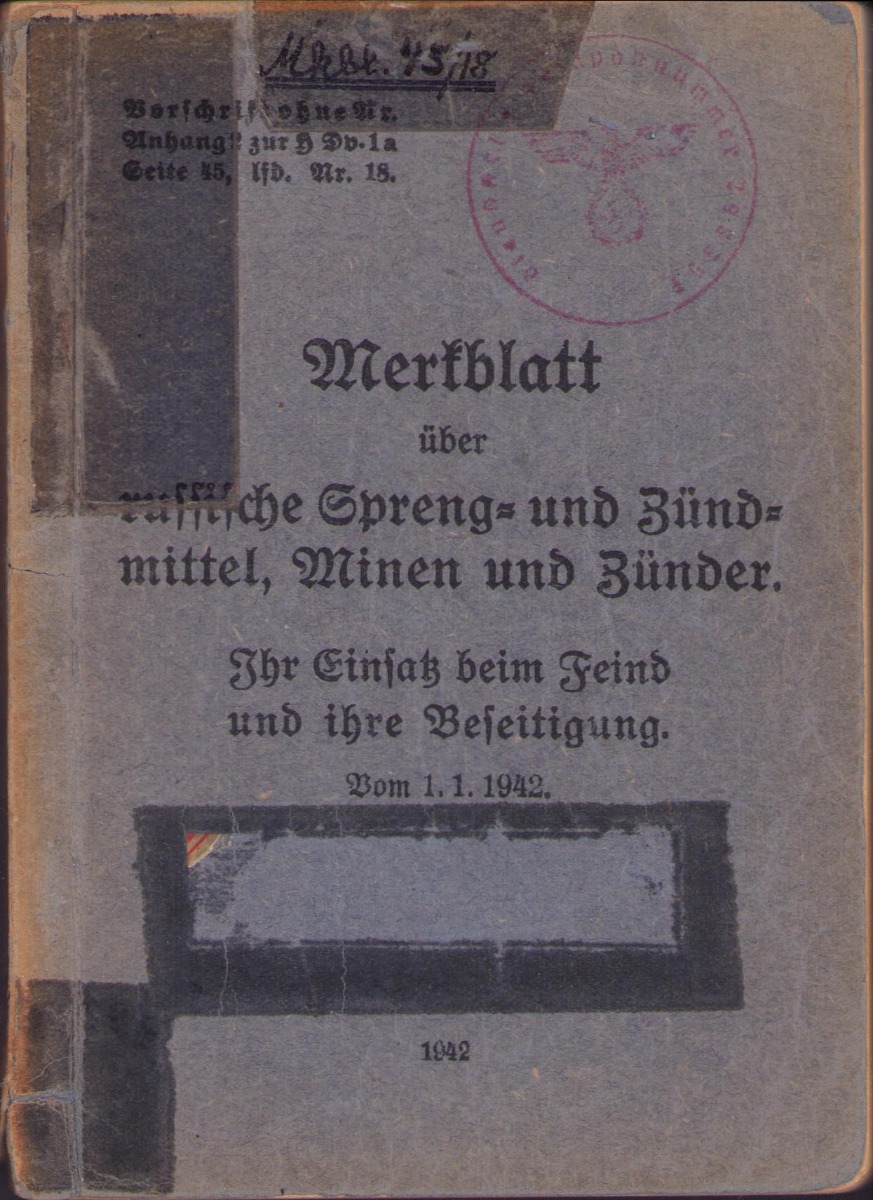 Mkbl. 45/18
Vorschrift ohne Nr.
Anhang 2 zur H Dv. 1a
Seite 45, lfd. Nr. 18.
Merkblatt
über
russische Spreng- und Zünd-
mittel, Minen und Zünder.
Ihr Einsatz beim Feind
und ihre Beseitigung.
Vom 1. 1. 1942.
1942